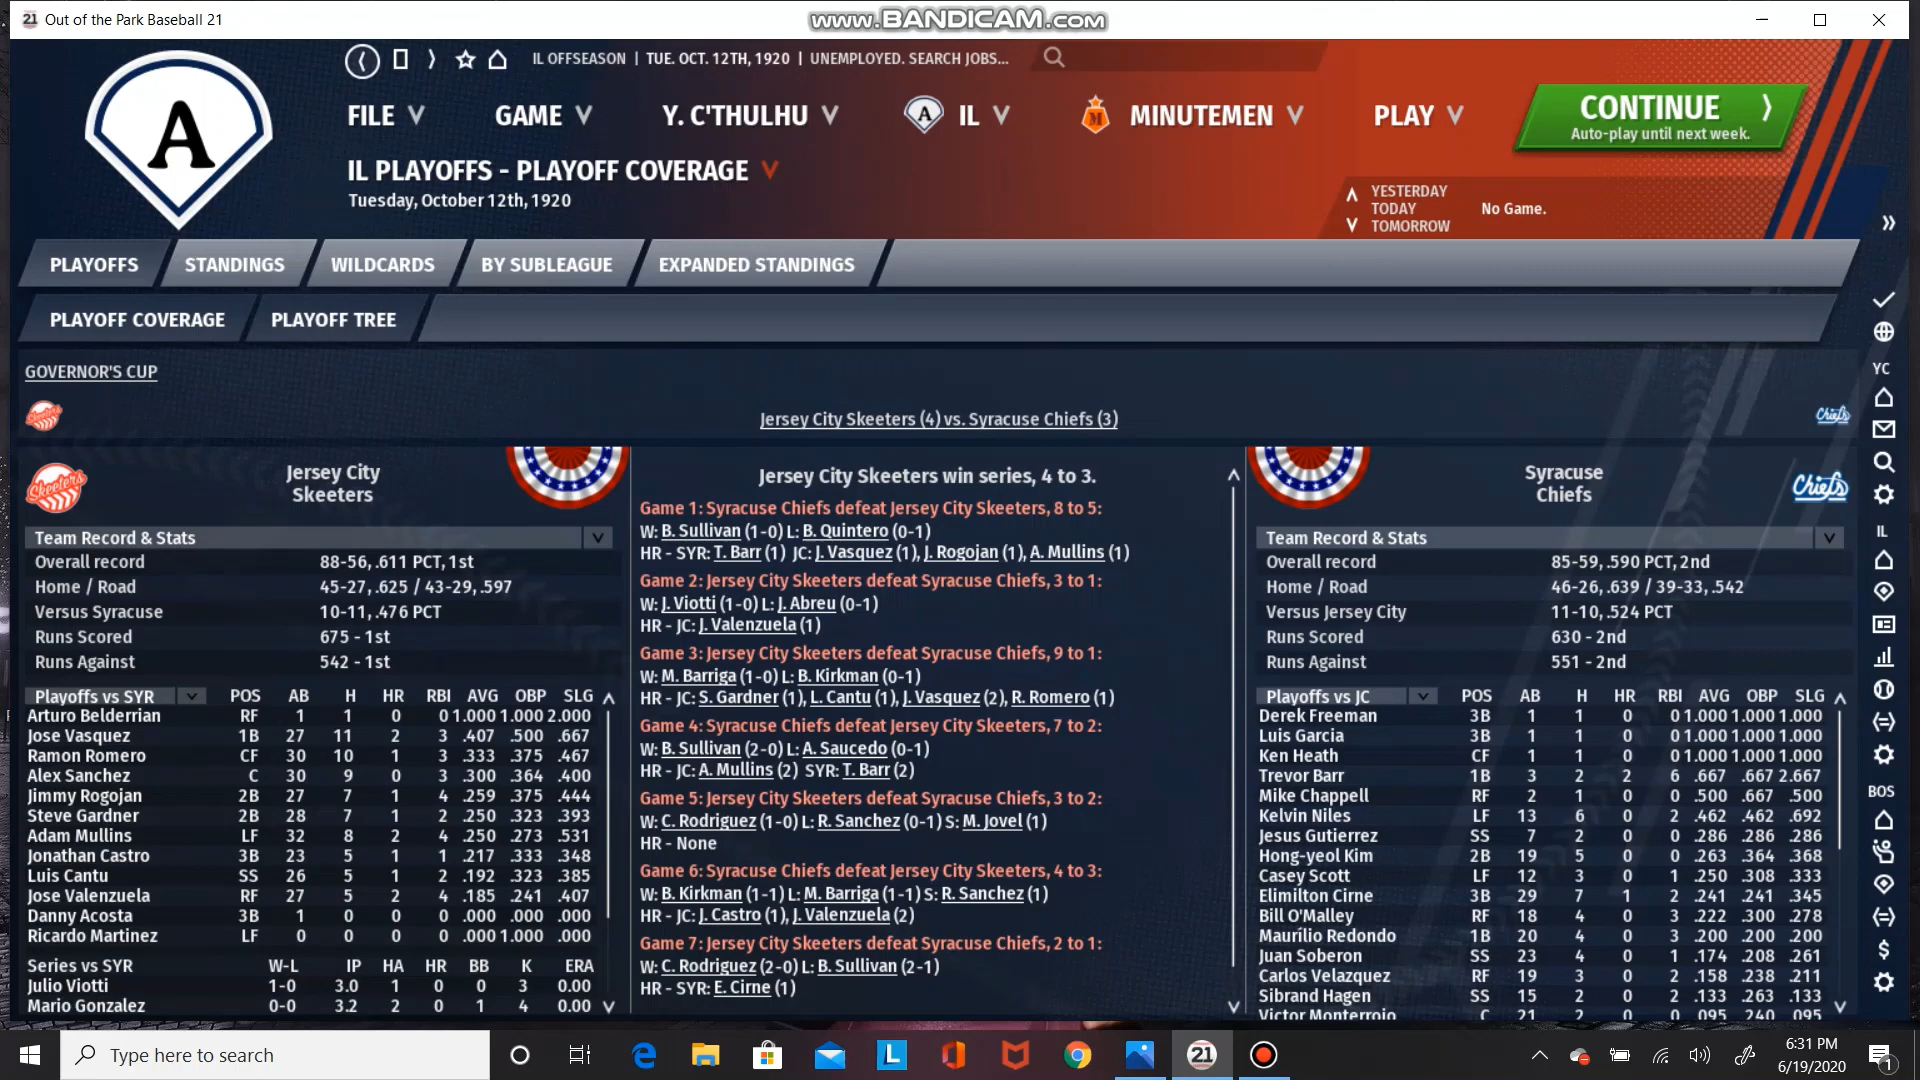 21 Out of the Park Baseball 21
www.BANDICAM.com
IL OFFSEASON | TUE. OCT. 12TH, 1920 | UNEMPLOYED. SEARCH JOBS...
A
FILE GAME Y. C'THULHU A IL M MINUTEMEN PLAY
CONTINUE
Auto-play until next week.
IL PLAYOFFS - PLAYOFF COVERAGE
Tuesday, October 12th, 1920
YESTERDAY
TODAY
TOMORROW
No Game.
PLAYOFFS STANDINGS WILDCARDS BY SUBLEAGUE EXPANDED STANDINGS
PLAYOFF COVERAGE PLAYOFF TREE
GOVERNOR'S CUP
Skeeters Jersey City Skeeters (4) vs. Syracuse Chiefs (3) Chiefs
Skeeters
Jersey City
Skeeters
Team Record & Stats
Overall record 88-56, .611 PCT, 1st
Home / Road 45-27, .625 / 43-29, .597
Versus Syracuse 10-11, .476 PCT
Runs Scored 675 - 1st
Runs Against 542 - 1st
Playoffs vs SYR POS AB H HR RBI AVG OBP SLG
Arturo Belderrian RF 1 1 0 0 1.000 1.000 2.000
Jose Vasquez 1B 27 11 2 3 .407 .500 .667
Ramon Romero CF 30 10 1 3 .333 .375 .467
Alex Sanchez C 30 9 0 3 .300 .364 .400
Jimmy Rogojan 2B 27 7 1 4 .259 .375 .444
Steve Gardner 2B 28 7 1 2 .250 .323 .393
Adam Mullins LF 32 8 2 4 .250 .273 .531
Jonathan Castro 3B 23 5 1 1 .217 .333 .348
Luis Cantu SS 26 5 1 2 .192 .323 .385
Jose Valenzuela RF 27 5 2 4 .185 .241 .407
Danny Acosta 3B 1 0 0 0 .000 .000 .000
Ricardo Martinez LF 0 0 0 0 .000 1.000 .000
Series vs SYR W-L IP HA HR BB K ERA
Julio Viotti 1-0 3.0 1 0 0 3 0.00
Mario Gonzalez 0-0 3.2 2 0 1 4 0.00
Jersey City Skeeters win series, 4 to 3.
Game 1: Syracuse Chiefs defeat Jersey City Skeeters, 8 to 5:
W: B. Sullivan (1-0) L: B. Quintero (0-1)
HR - SYR: T. Barr (1) JC: J. Vasquez (1), J. Rogojan (1), A. Mullins (1)
Game 2: Jersey City Skeeters defeat Syracuse Chiefs, 3 to 1:
W: J. Viotti (1-0) L: J. Abreu (0-1)
HR - JC: J. Valenzuela (1)
Game 3: Jersey City Skeeters defeat Syracuse Chiefs, 9 to 1:
W: M. Barriga (1-0) L: B. Kirkman (0-1)
HR - JC: S. Gardner (1), L. Cantu (1), J. Vasquez (2), R. Romero (1)
Game 4: Syracuse Chiefs defeat Jersey City Skeeters, 7 to 2:
W: B. Sullivan (2-0) L: A. Saucedo (0-1)
HR - JC: A. Mullins (2) SYR: T. Barr (2)
Game 5: Jersey City Skeeters defeat Syracuse Chiefs, 3 to 2:
W: C. Rodriguez (1-0) L: R. Sanchez (0-1) S: M. Jovel (1)
HR - None
Game 6: Syracuse Chiefs defeat Jersey City Skeeters, 4 to 3:
W: B. Kirkman (1-1) L: M. Barriga (1-1) S: R. Sanchez (1)
HR - JC: J. Castro (1), J. Valenzuela (2)
Game 7: Jersey City Skeeters defeat Syracuse Chiefs, 2 to 1:
W: C. Rodriguez (2-0) L: B. Sullivan (2-1)
HR - SYR: E. Cirne (1)
Syracuse
Chiefs
Chiefs
Team Record & Stats
Overall record 85-59, .590 PCT, 2nd
Home / Road 46-26, .639 / 39-33, .542
Versus Jersey City 11-10, .524 PCT
Runs Scored 630 - 2nd
Runs Against 551 - 2nd
Playoffs vs JC POS AB H HR RBI AVG OBP SLG
Derek Freeman 3B 1 1 0 0 1.000 1.000 1.000
Luis Garcia 3B 1 1 0 0 1.000 1.000 1.000
Ken Heath CF 1 1 0 0 1.000 1.000 1.000
Trevor Barr 1B 3 2 2 6 .667 .667 2.667
Mike Chappell RF 2 1 0 0 .500 .667 .500
Kelvin Niles LF 13 6 0 2 .462 .462 .692
Jesus Gutierrez SS 7 2 0 0 .286 .286 .286
Hong-yeol Kim 2B 19 5 0 0 .263 .364 .368
Casey Scott LF 12 3 0 1 .250 .308 .333
Elimilton Cirne 3B 29 7 1 2 .241 .241 .345
Bill O'Malley RF 18 4 0 3 .222 .300 .278
Maurílio Redondo 1B 20 4 0 3 .200 .200 .200
Juan Soberon SS 23 4 0 1 .174 .208 .261
Carlos Velazquez RF 19 3 0 2 .158 .238 .211
Sibrand Hagen SS 15 2 0 2 .133 .263 .133
Victor Monterrojo C 21 2 0 0 .095 .240 .095
YC
IL
BOS
Type here to search
L
21
6:31 PM
6/19/2020
1